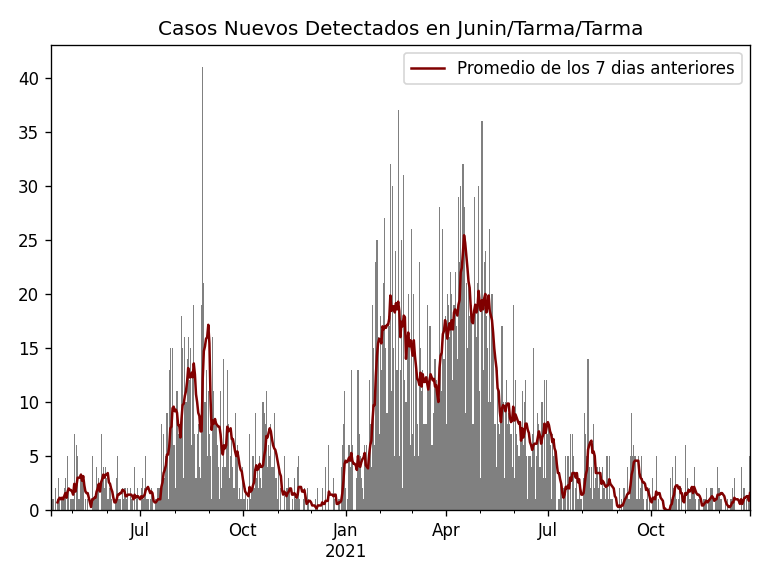 Casos Nuevos Detectados en Junin/Tarma/Tarma
Promedio de los 7 dias anteriores
40
35
30
25
20
15
10
5
0
Jul
Oct
Jan
Apr
Jul
Oct
2021